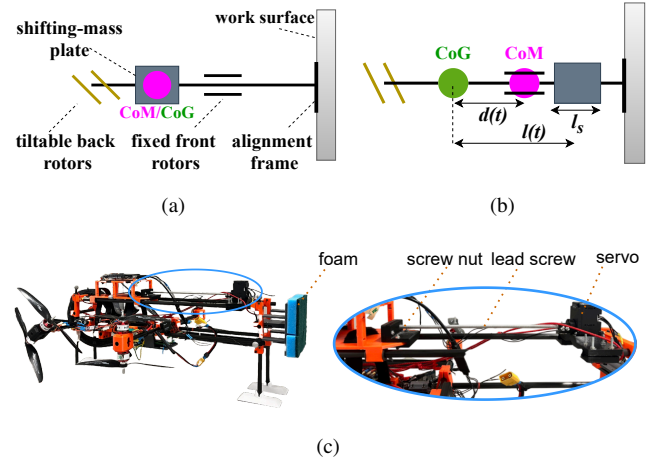 shifting-mass
plate
work surface
CoM/CoG
tiltable back
rotors
fixed front
rotors
alignment
frame
(a)
CoG
CoM
d(t)
l(t)
l_s
(b)
foam
screw nut
lead screw
servo
(c)